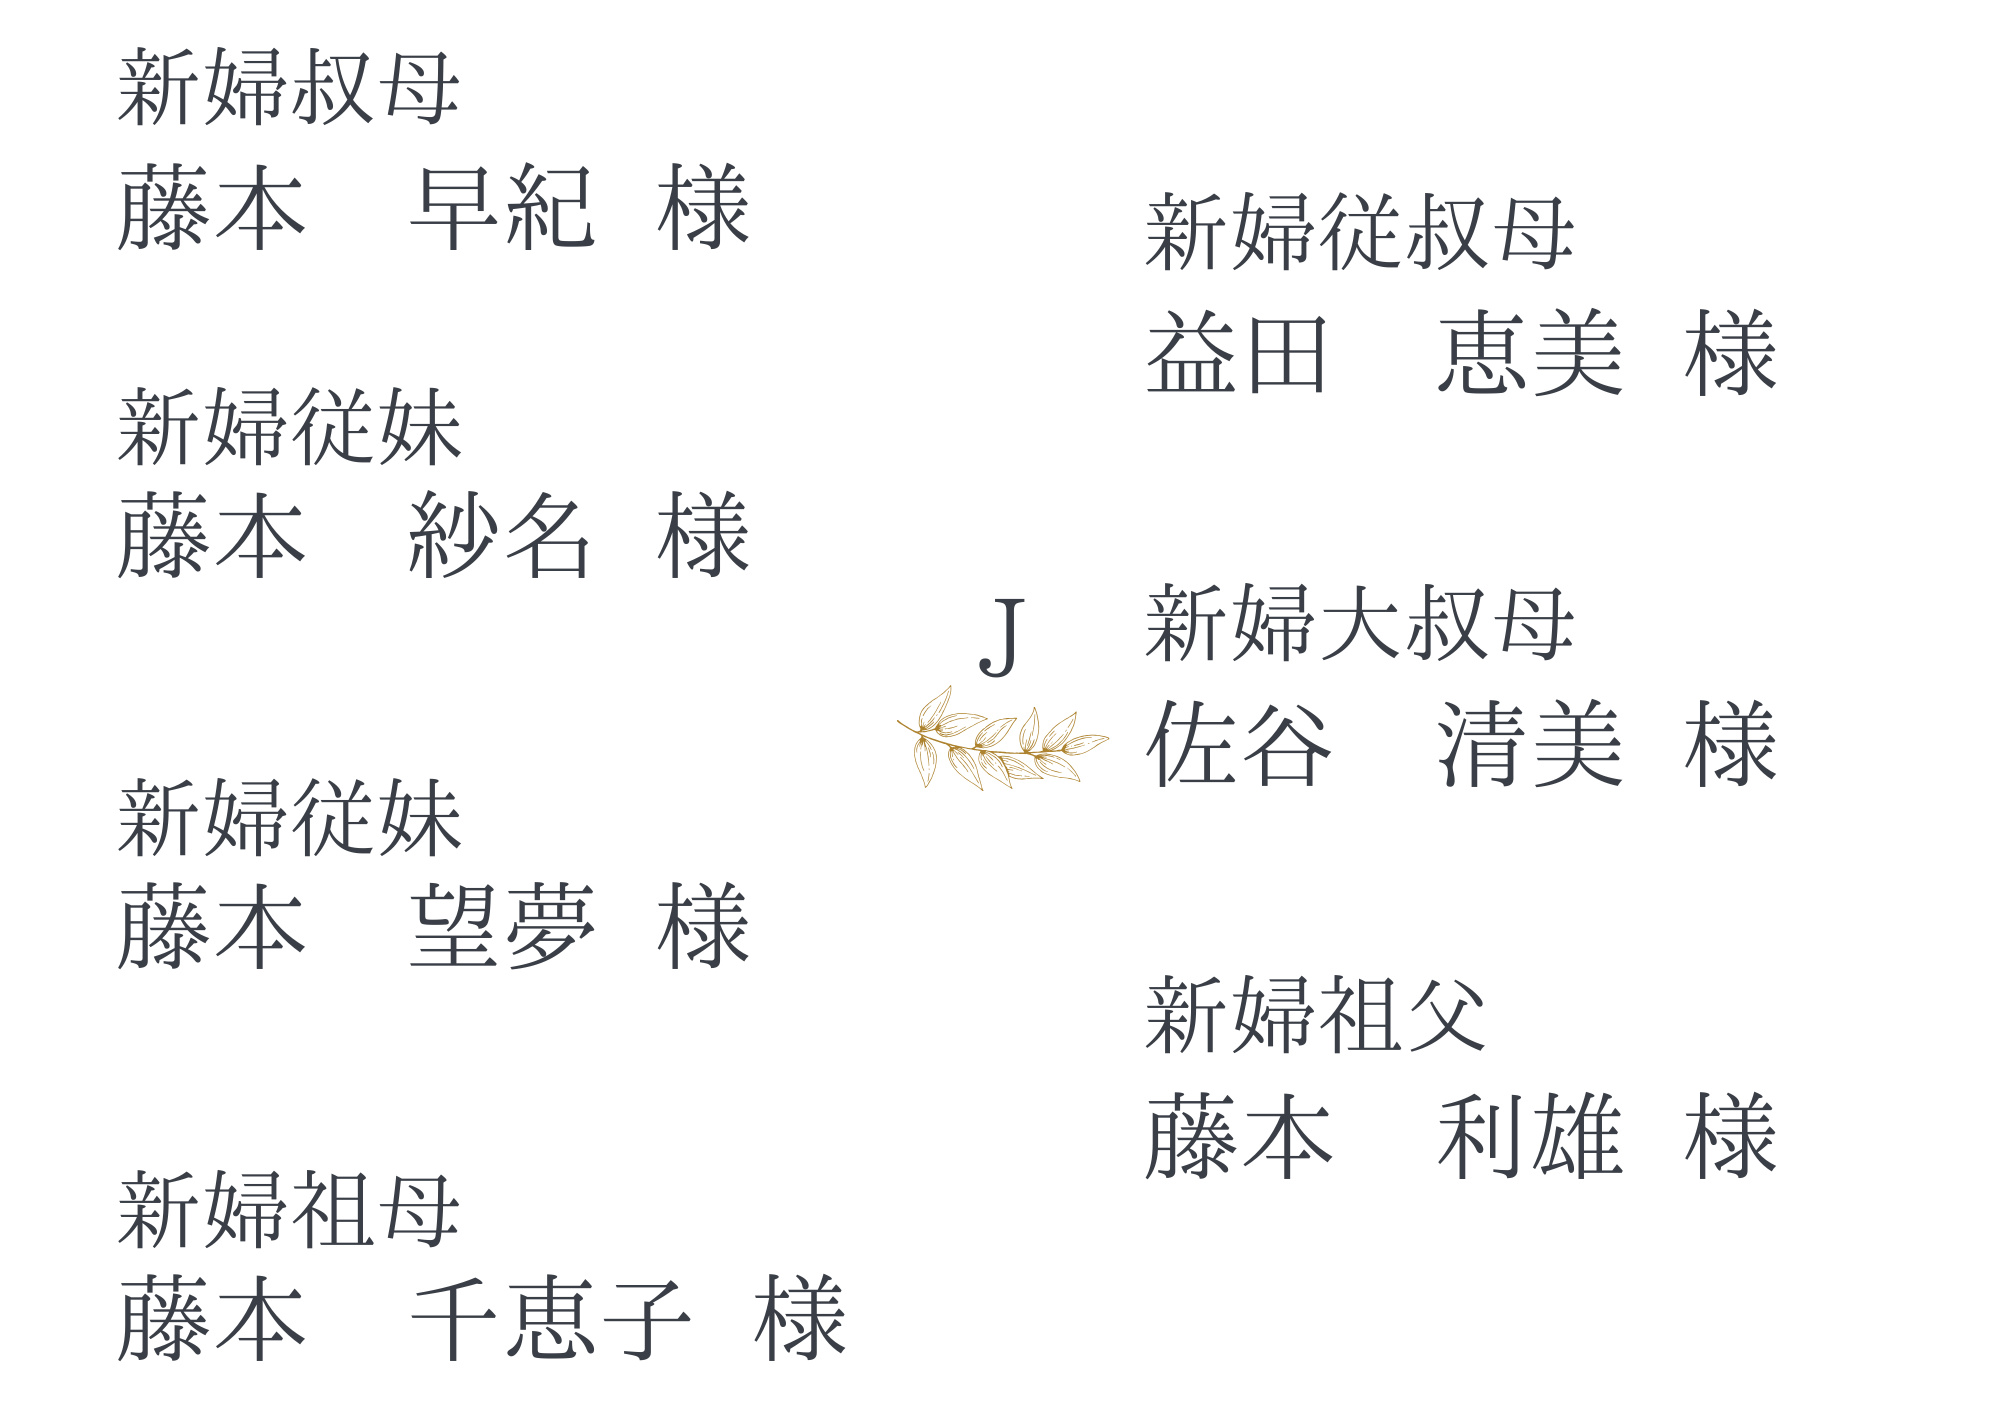 新婦叔母
藤本　早紀 様
新婦従妹
藤本　紗名 様
新婦従妹
藤本　望夢 様
新婦祖母
藤本　千恵子 様
J
新婦従叔母
益田　恵美 様
新婦大叔母
佐谷　清美 様
新婦祖父
藤本　利雄 様